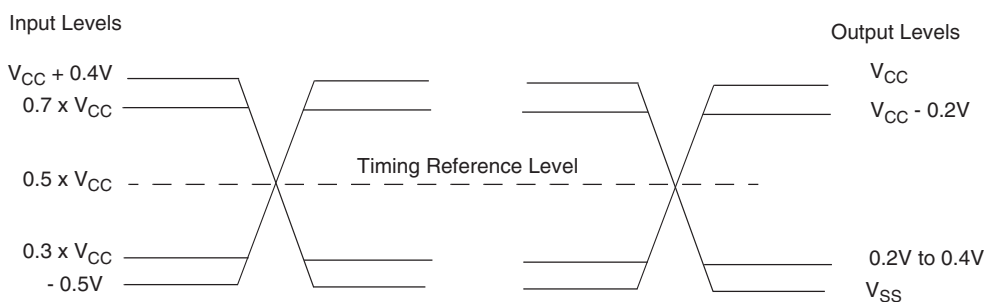 Input Levels
Output Levels
VCC + 0.4V
VCC
0.7 x VCC
VCC - 0.2V
Timing Reference Level
0.5 x VCC
0.3 x VCC
0.2V to 0.4V
- 0.5V
VSS